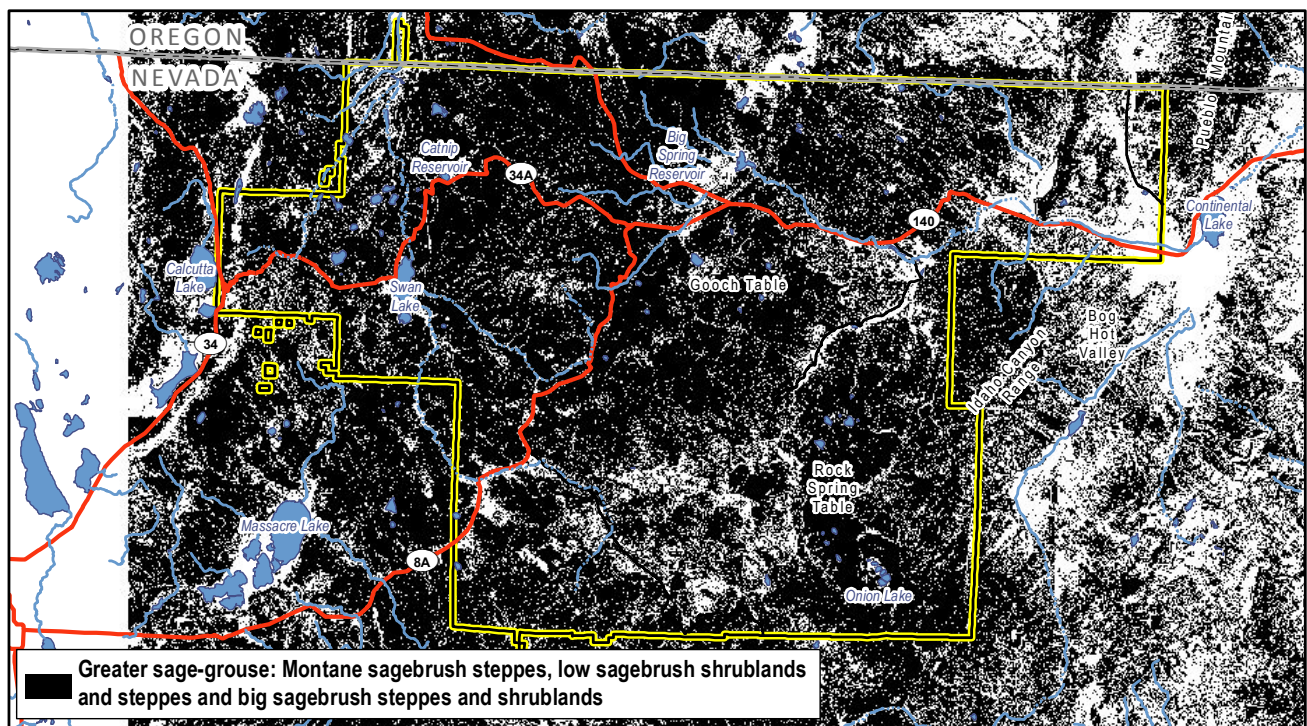 OREGON
NEVADA
Pueblo Mountain
Catnip
Reservoir
Big
Spring
Reservoir
34A
140
Continental
Lake
Calcutta
Lake
Swan
Lake
Gooch Table
34
Bog
Hot
Valley
Idaho Canyon
Range
Rock
Spring
Table
Massacre Lake
8A
Onion Lake
Greater sage-grouse: Montane sagebrush steppes, low sagebrush shrublands
and steppes and big sagebrush steppes and shrublands